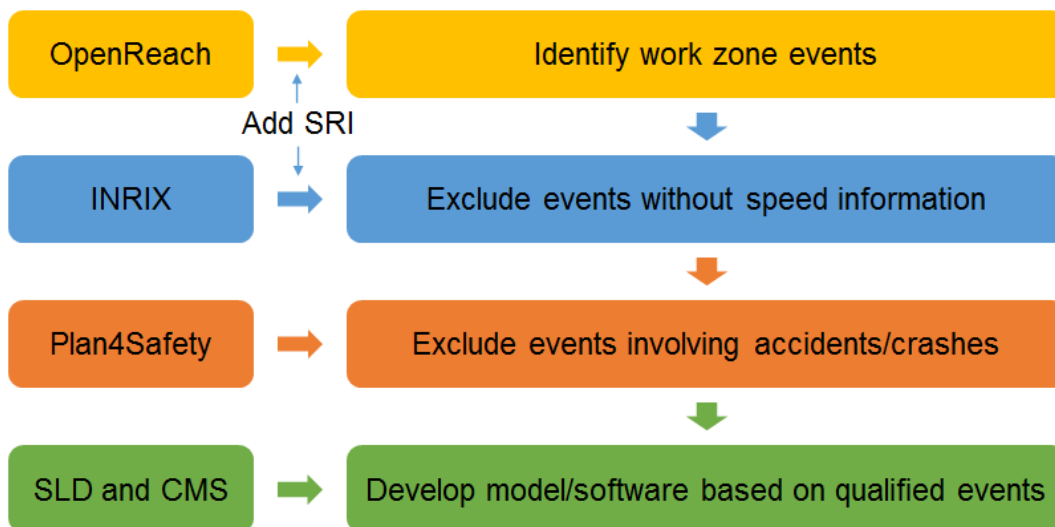 OpenReach
Identify work zone events
Add SRI
INRIX
Exclude events without speed information
Plan4Safety
Exclude events involving accidents/crashes
SLD and CMS
Develop model/software based on qualified events